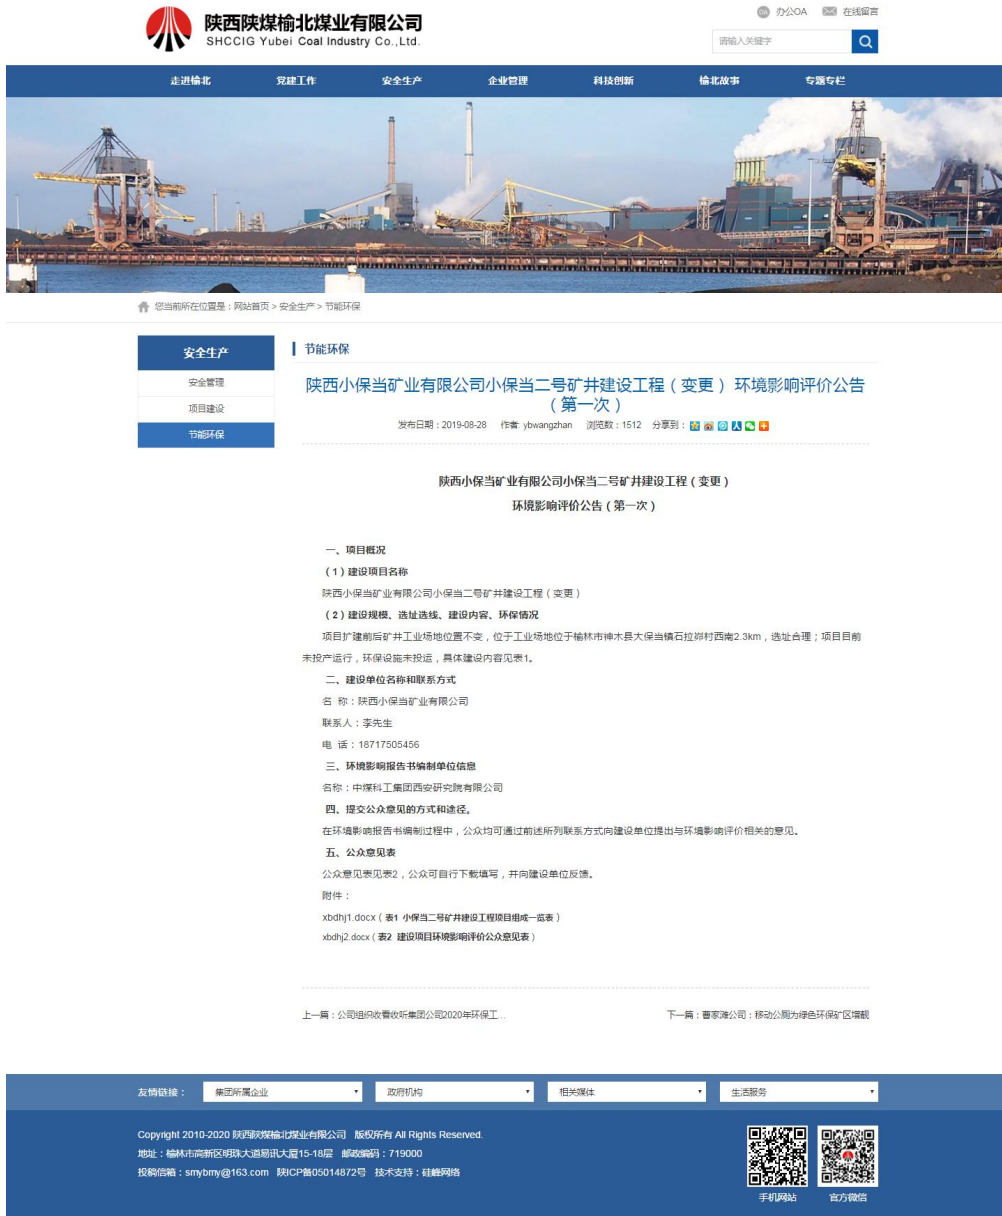 陕西陕煤榆北煤业有限公司
SHCCIG Yubei Coal Industry Co.,Ltd.
OA 办公OA 在线留言
请输入关键字
走进榆北 党建工作 安全生产 企业管理 科技创新 榆北故事 专题专栏
您当前所在位置是：网站首页 > 安全生产 > 节能环保
安全生产
安全管理
项目建设
节能环保
节能环保
陕西小保当矿业有限公司小保当二号矿井建设工程（变更） 环境影响评价公告
（第一次）
发布日期：2019-08-28 作者: ybwangzhan 浏览数：1512 分享到：
陕西小保当矿业有限公司小保当二号矿井建设工程（变更）
环境影响评价公告（第一次）
一、项目概况
（1）建设项目名称
陕西小保当矿业有限公司小保当二号矿井建设工程（变更）
（2）建设规模、选址选线、建设内容、环保情况
项目扩建前后矿井工业场地位置不变，位于工业场地位于榆林市神木县大保当镇石拉峁村西南2.3km，选址合理；项目目前
未投产运行，环保设施未投运，具体建设内容见表1。
二、建设单位名称和联系方式
名 称：陕西小保当矿业有限公司
联系人：李先生
电 话：18717505456
三、环境影响报告书编制单位信息
名称：中煤科工集团西安研究院有限公司
四、提交公众意见的方式和途径。
在环境影响报告书编制过程中，公众均可通过前述所列联系方式向建设单位提出与环境影响评价相关的意见。
五、公众意见表
公众意见表见表2，公众可自行下载填写，并向建设单位反馈。
附件：
xbdhj1.docx（表1 小保当二号矿井建设工程项目组成一览表）
xbdhj2.docx（表2 建设项目环境影响评价公众意见表）
上一篇：公司组织收看收听集团公司2020年环保工...
下一篇：曹家滩公司：移动公厕为绿色环保矿区增靓
友情链接： 集团所属企业 政府机构 相关媒体 生活服务
Copyright 2010-2020 陕西陕煤榆北煤业有限公司 版权所有 All Rights Reserved.
地址：榆林市高新区明珠大道易讯大厦15-18层 邮政编码：719000
投稿信箱：smybmy@163.com 陕ICP备05014872号 技术支持：硅峰网络
手机网站 官方微信